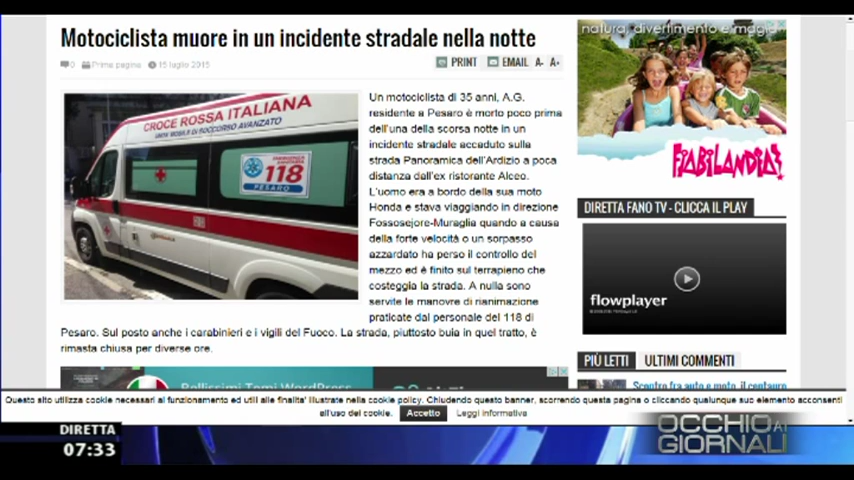 Motociclista muore in un incidente stradale nella notte
0 Prima pagina 15 luglio 2015
PRINT EMAIL A- A+
CROCE ROSSA ITALIANA
UNITA' MOBILE DI SOCCORSO AVANZATO
118
PESARO
Un motociclista di 35 anni, A.G.
residente a Pesaro è morto poco prima
dell'una della scorsa notte in un
incidente stradale accaduto sulla
strada Panoramica dell'Ardizio a poca
distanza dall'ex ristorante Alceo.
L'uomo era a bordo della sua moto
Honda e stava viaggiando in direzione
Fossosejore-Muraglia quando a causa
della forte velocità o un sorpasso
azzardato ha perso il controllo del
mezzo ed è finito sul terrapieno che
costeggia la strada. A nulla sono
servite le manovre di rianimazione
praticate dal personale del 118 di
Pesaro. Sul posto anche i carabinieri e i vigili del Fuoco. La strada, piuttosto buia in quel tratto, è
rimasta chiusa per diverse ore.
natura, divertimento e magia
FIABILANDIA!
DIRETTA FANO TV - CLICCA IL PLAY
flowplayer
PIÙ LETTI ULTIMI COMMENTI
Scontro fra auto e moto, il centauro
Bellissimi Temi WordPress
Questo sito utilizza cookie necessari al funzionamento ed utili alle finalita' illustrate nella cookie policy. Chiudendo questo banner, scorrendo questa pagina o cliccando qualunque suo elemento acconsenti
all'uso dei cookie. Accetto Leggi informativa
DIRETTA
07:33
OCCHIO AI
GIORNALI